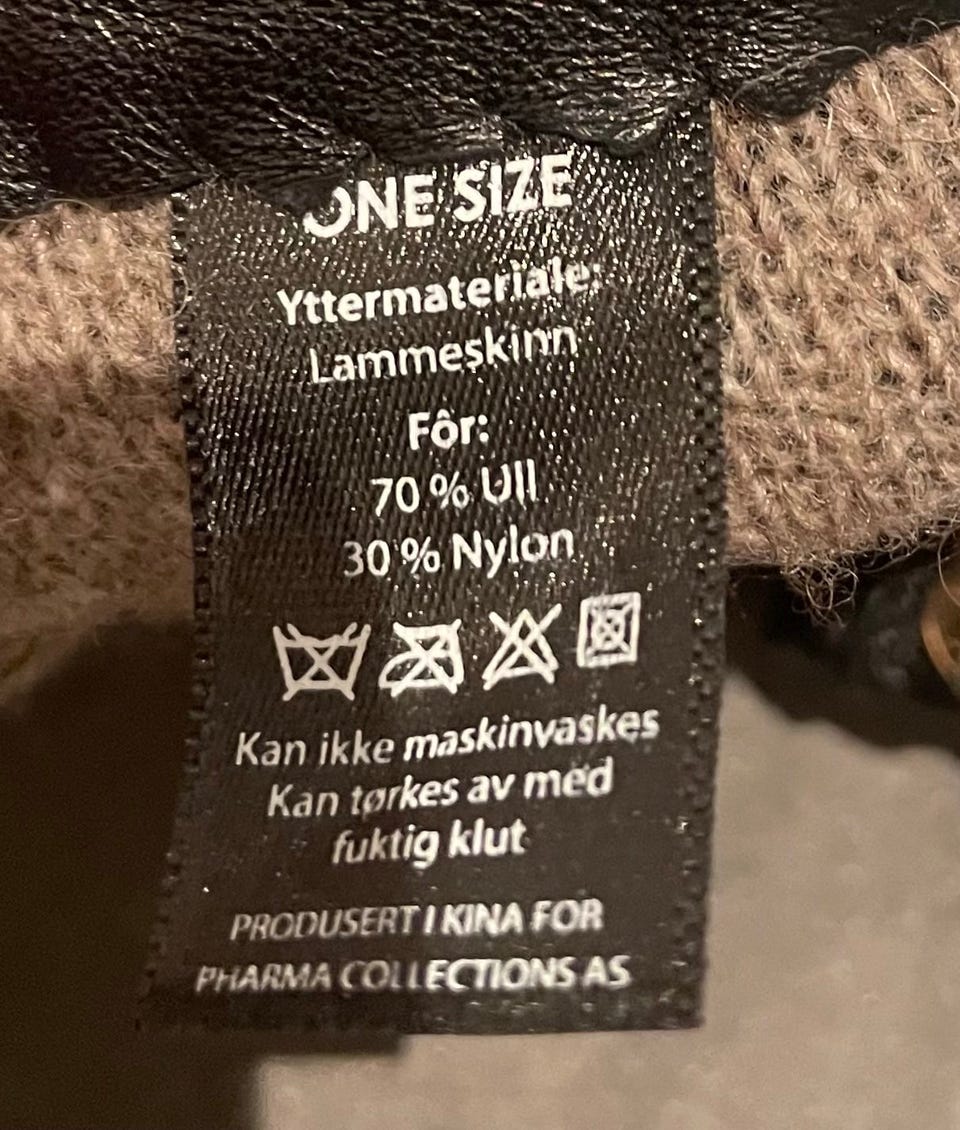 ONE SIZE
Yttermateriale:
Lammeskinn
Fôr:
70 % Ull
30 % Nylon
Kan ikke maskinvaskes
Kan tørkes av med
fuktig klut
PRODUSERT I KINA FOR
PHARMA COLLECTIONS AS